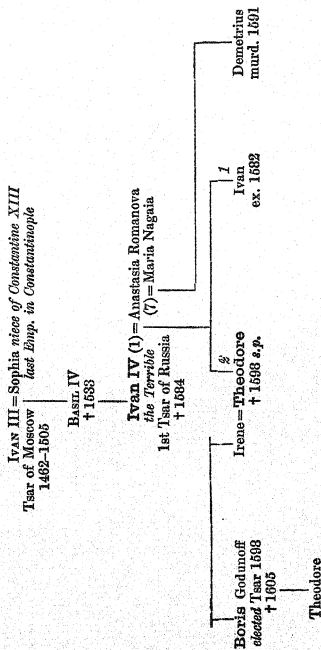 IVAN III=Sophia niece of Constantine XIII
Tsar of Moscow last Emp. in Constantinople
1462–1505
BASIL IV
†1533
Ivan IV (1)=Anastasia Romanova
the Terrible (7)=Maria Nagaia
1st Tsar of Russia
†1584
2 1
Boris Godunoff Irene=Theodore Ivan Demetrius
elected Tsar 1598 †1598 s.p. ex. 1582 murd. 1591
†1605
Theodore